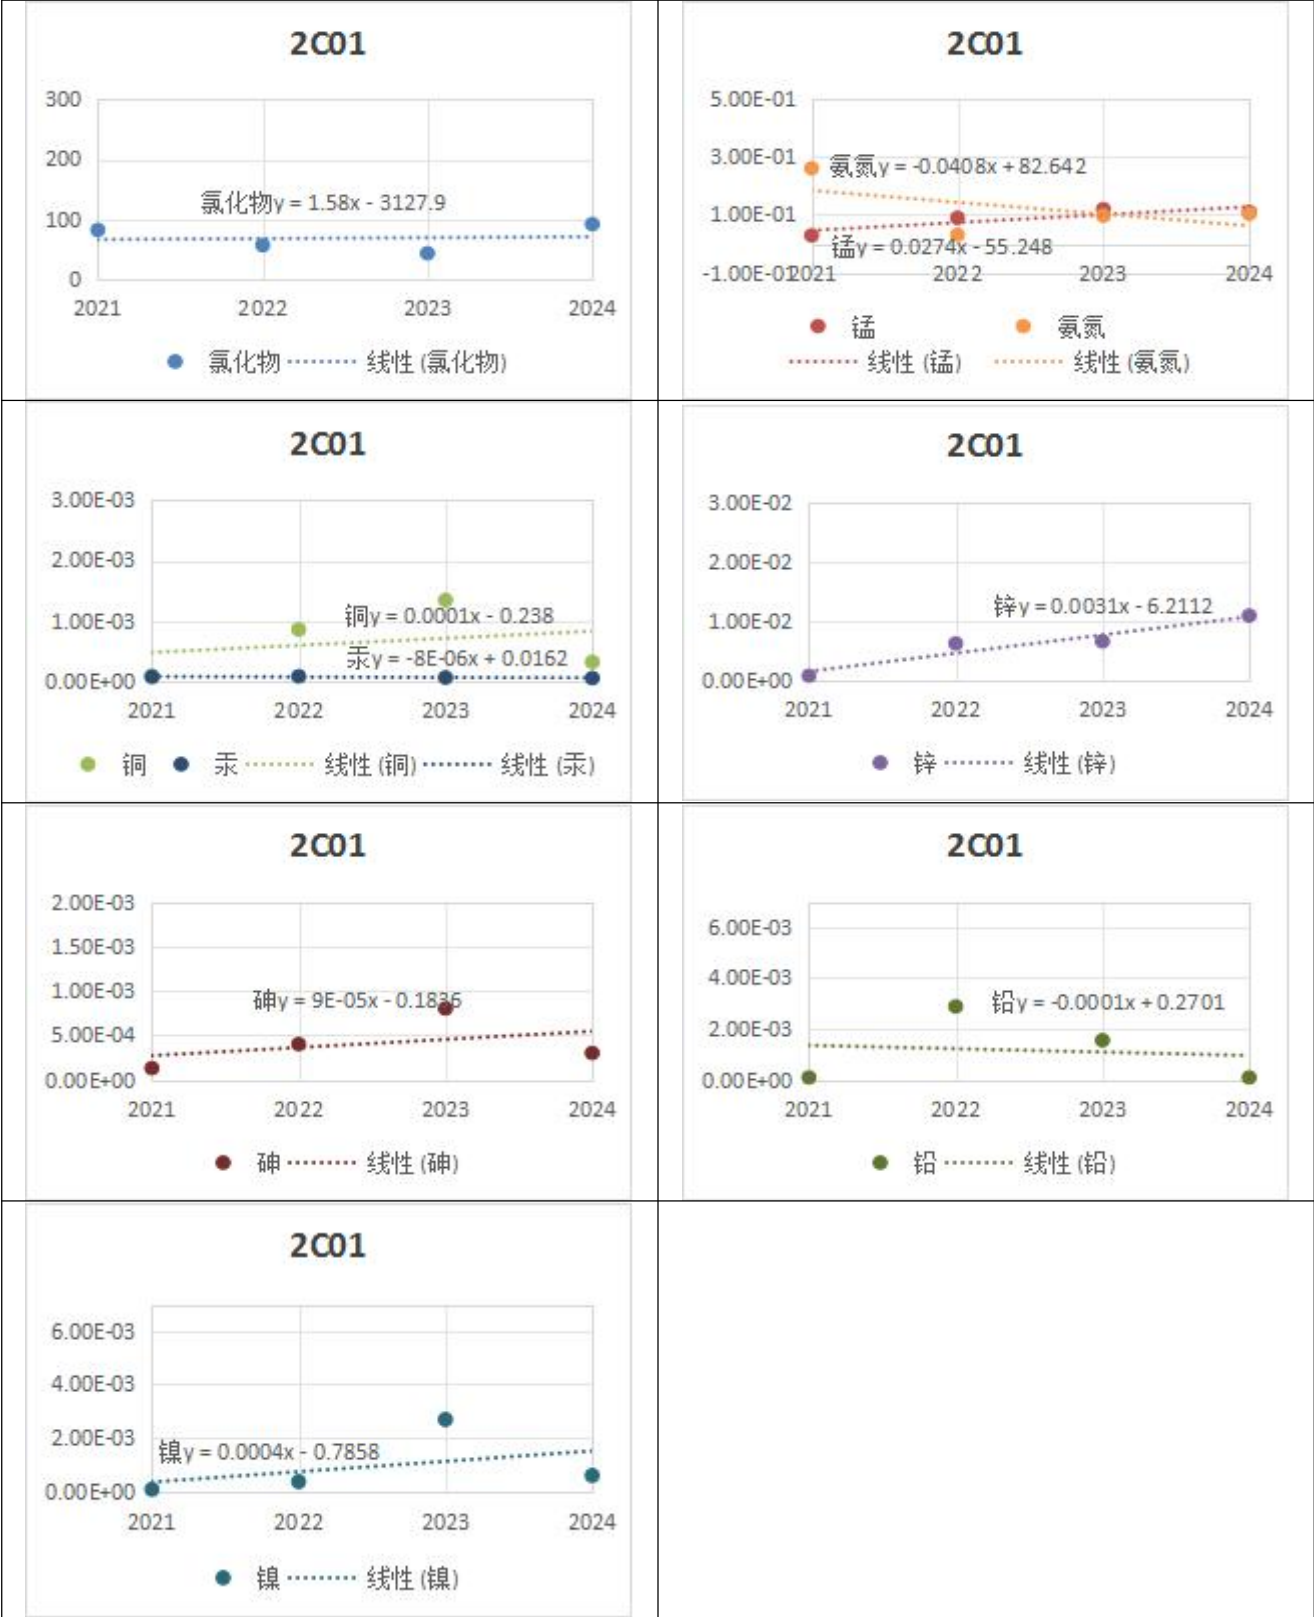 2C01
300
200
氯化物y = 1.58x - 3127.9
100
0
2021 2022 2023 2024
氯化物 线性 (氯化物)
2C01
5.00E-01
3.00E-01
氨氮y = -0.0408x + 82.642
1.00E-01
锰y = 0.0274x - 55.248
-1.00E-01 2021 2022 2023 2024
锰 氨氮
线性 (锰) 线性 (氨氮)
2C01
3.00E-03
2.00E-03
1.00E-03
铜y = 0.0001x - 0.238
汞y = -8E-06x + 0.0162
0.00E+00
2021 2022 2023 2024
铜 汞 线性 (铜) 线性 (汞)
2C01
3.00E-02
2.00E-02
锌y = 0.0031x - 6.2112
1.00E-02
0.00E+00
2021 2022 2023 2024
锌 线性 (锌)
2C01
2.00E-03
1.50E-03
1.00E-03
砷y = 9E-05x - 0.1836
5.00E-04
0.00E+00
2021 2022 2023 2024
砷 线性 (砷)
2C01
6.00E-03
4.00E-03
铅y = -0.0001x + 0.2701
2.00E-03
0.00E+00
2021 2022 2023 2024
铅 线性 (铅)
2C01
6.00E-03
4.00E-03
2.00E-03
镍y = 0.0004x - 0.7858
0.00E+00
2021 2022 2023 2024
镍 线性 (镍)